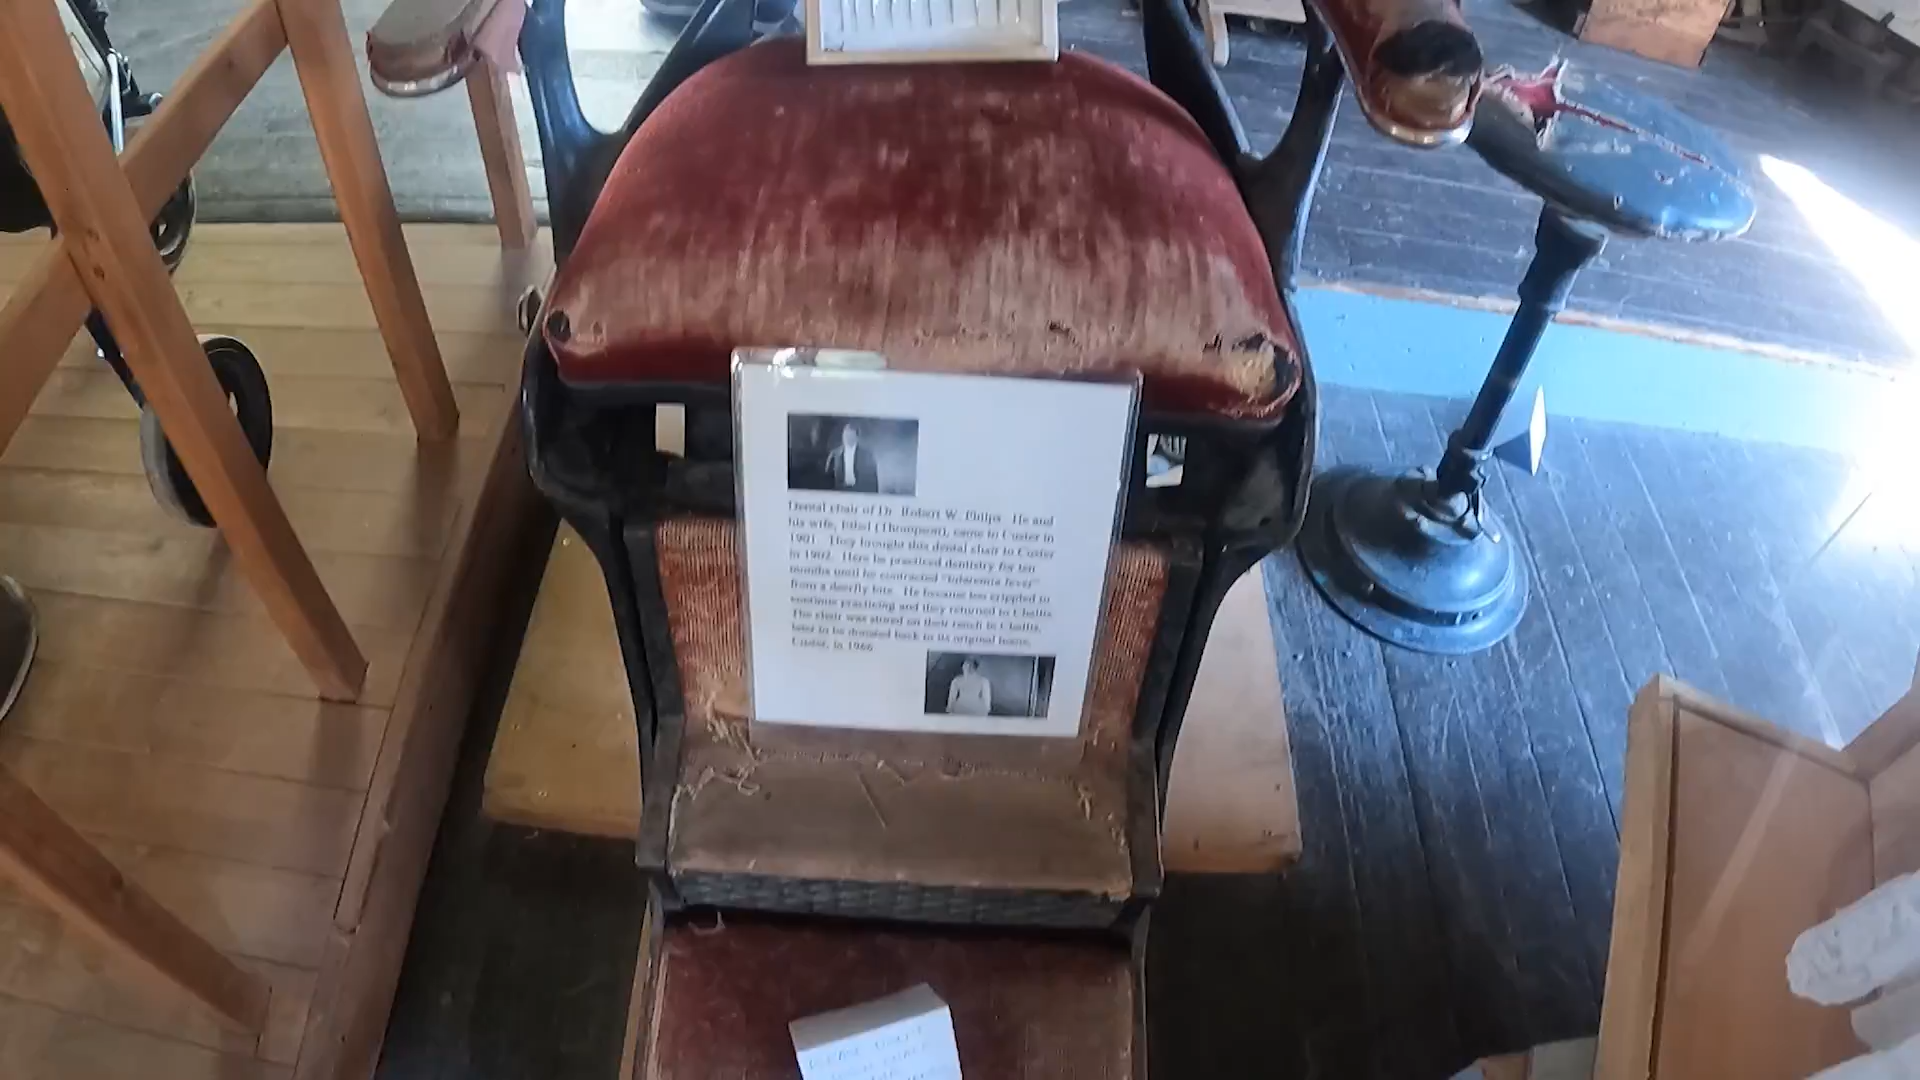 Dental chair of Dr. Robert W. Philips. He and
his wife, (Thompson), came to Custer in
1901. They brought this dental chair to Custer
in 1902. Here he practiced dentistry for ten
months until he contracted "tularemia fever"
from a deerfly bite. He became too crippled to
continue practicing and they returned to Challis.
The chair was stored on their ranch in Challis,
later to be donated back to its original home,
Custer, in 1966
PLEASE DON'T